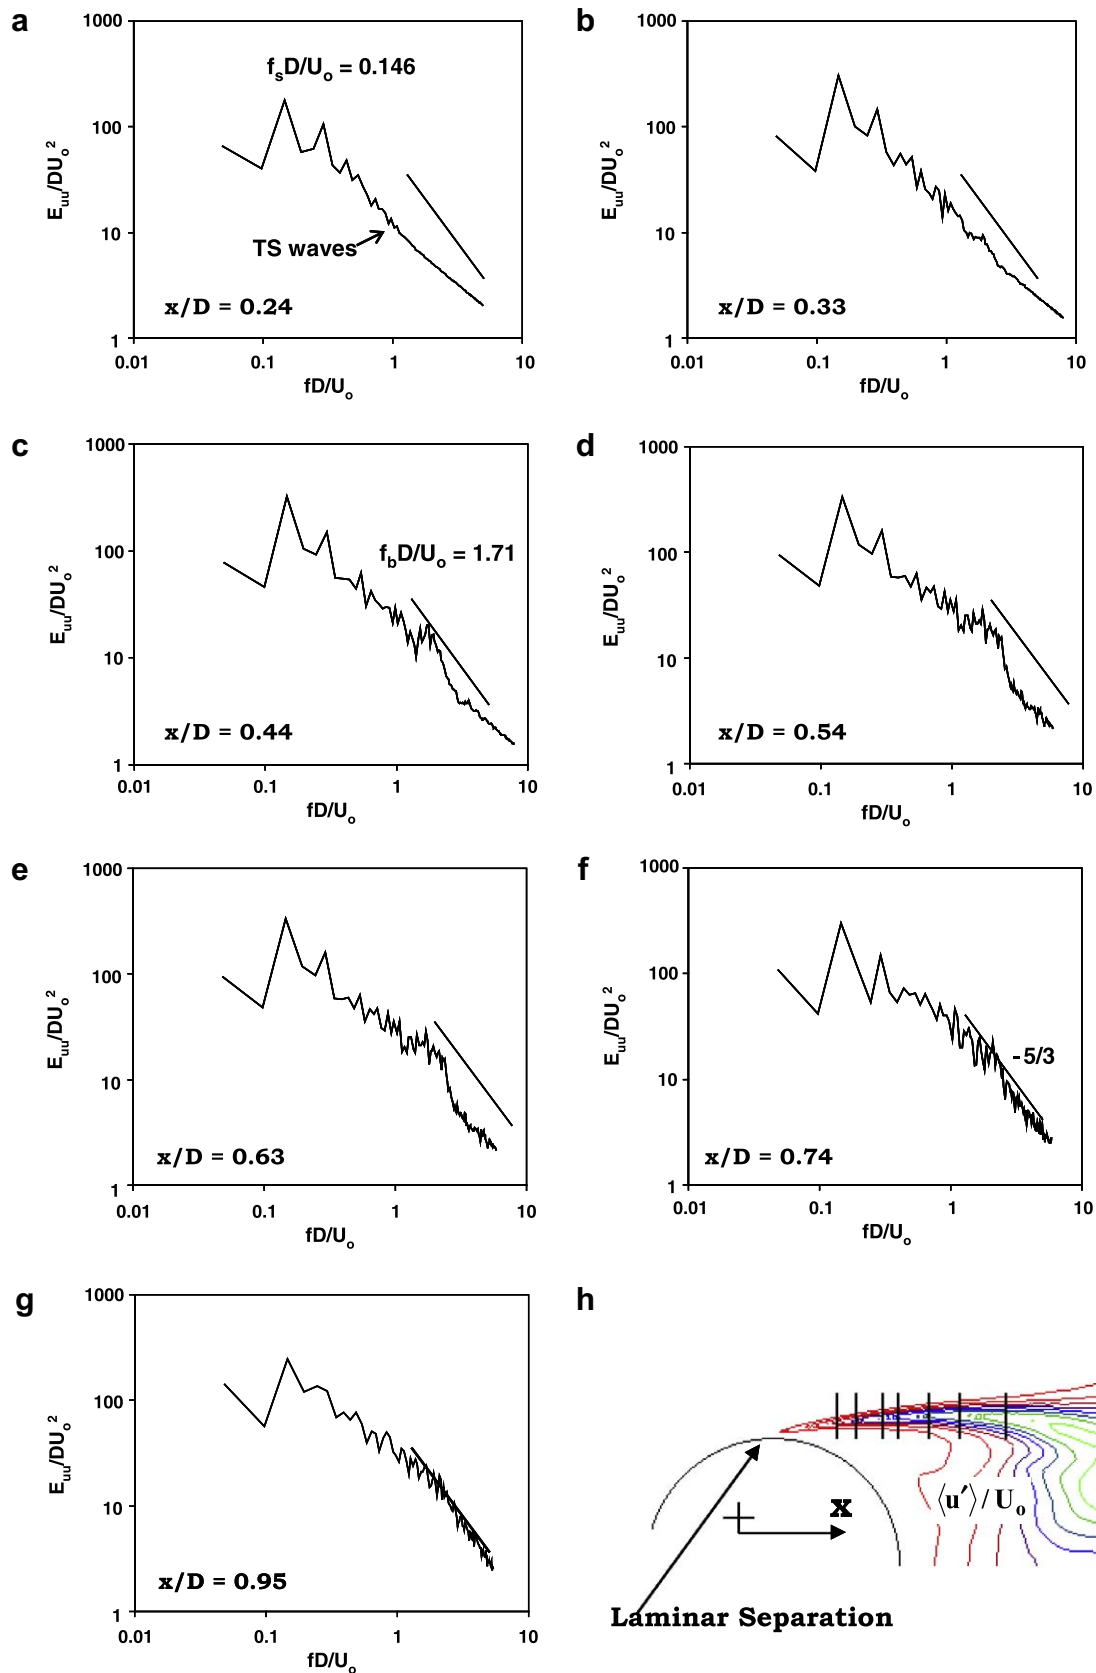 a
1000
100
10
1
E_uu/DU_o^2
f_sD/U_o = 0.146
TS waves
x/D = 0.24
0.01 0.1 1 10
fD/U_o
b
1000
100
10
1
E_uu/DU_o^2
x/D = 0.33
0.01 0.1 1 10
fD/U_o
c
1000
100
10
1
E_uu/DU_o^2
f_bD/U_o = 1.71
x/D = 0.44
0.01 0.1 1 10
fD/U_o
d
1000
100
10
1
E_uu/DU_o^2
x/D = 0.54
0.01 0.1 1 10
fD/U_o
e
1000
100
10
1
E_uu/DU_o^2
x/D = 0.63
0.01 0.1 1 10
fD/U_o
f
1000
100
10
1
E_uu/DU_o^2
-5/3
x/D = 0.74
0.01 0.1 1 10
fD/U_o
g
1000
100
10
1
E_uu/DU_o^2
x/D = 0.95
0.01 0.1 1 10
fD/U_o
h
⟨u′⟩/U_o
x
Laminar Separation